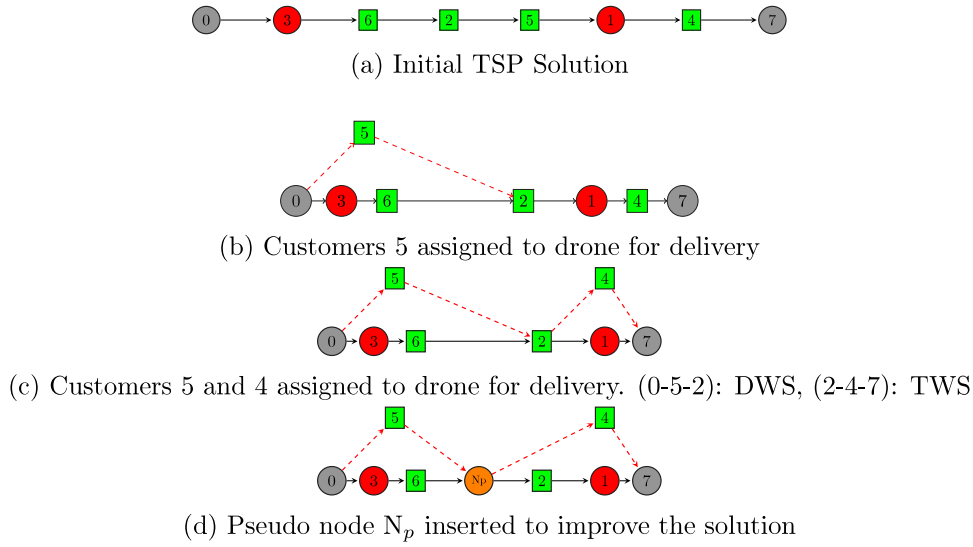 0 3 6 2 5 1 4 7
(a) Initial TSP Solution
5
0 3 6 2 1 4 7
(b) Customers 5 assigned to drone for delivery
5 4
0 3 6 2 1 7
(c) Customers 5 and 4 assigned to drone for delivery. (0-5-2): DWS, (2-4-7): TWS
5 4
0 3 6 Np 2 1 7
(d) Pseudo node Np inserted to improve the solution